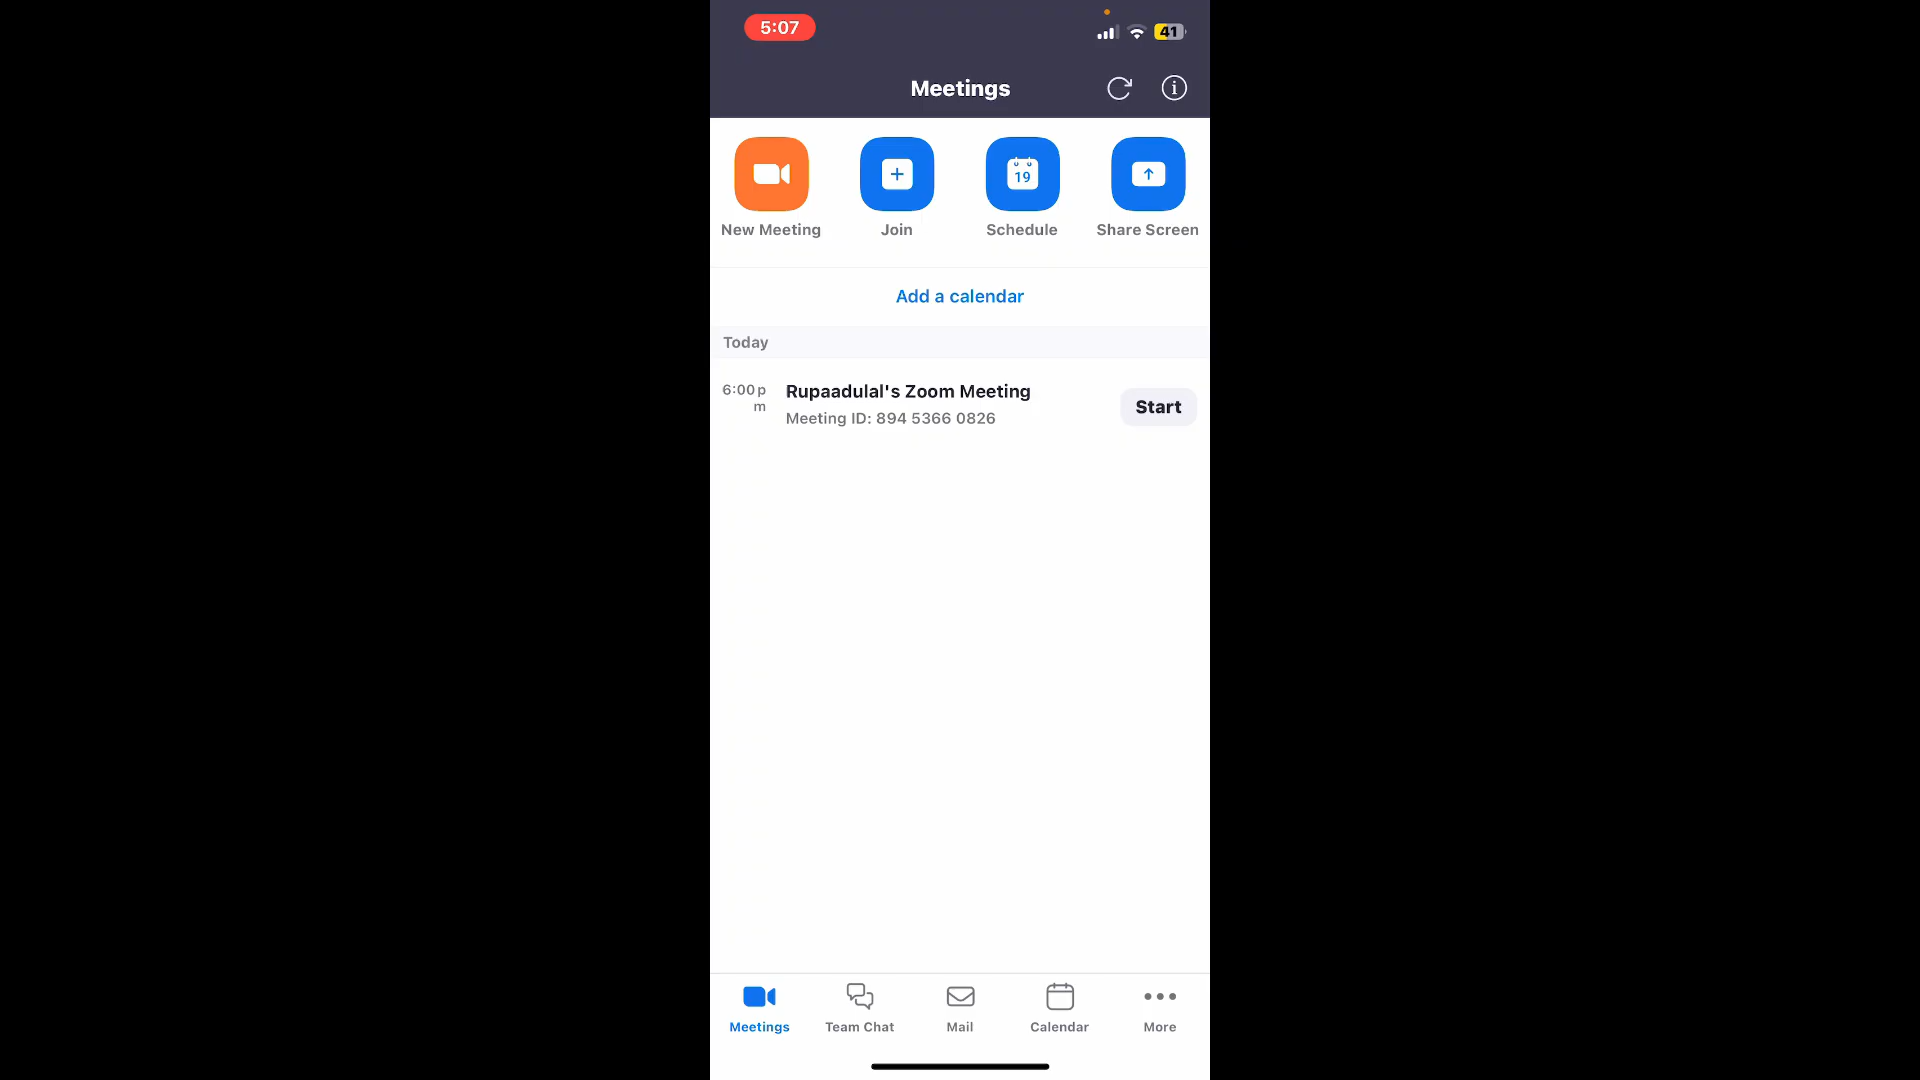 5:07
41
Meetings
19
New Meeting
Join
Schedule
Share Screen
Add a calendar
Today
6:00p
m
Rupaadulal's Zoom Meeting
Meeting ID: 894 5366 0826
Start
Meetings
Team Chat
Mail
Calendar
More